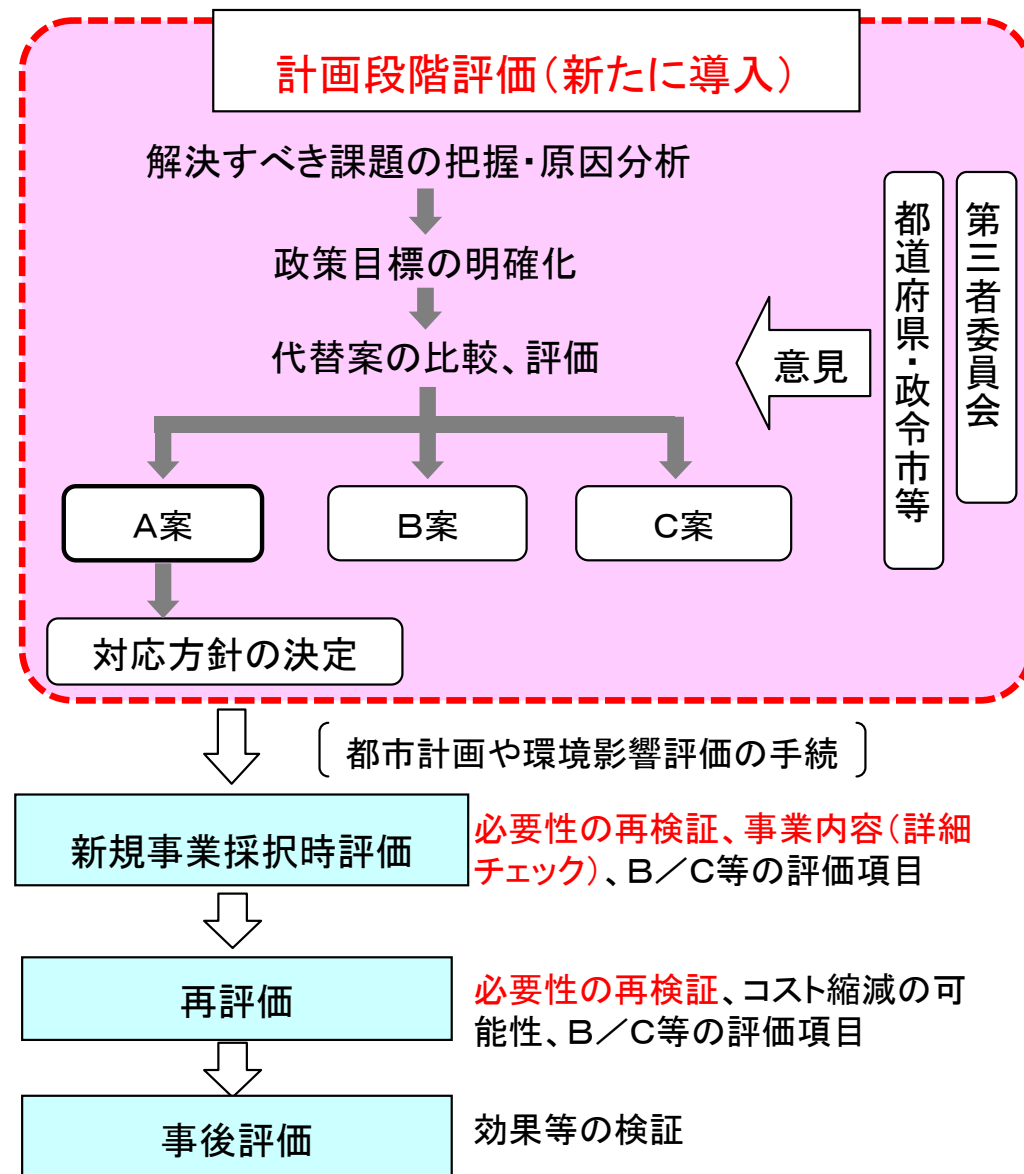 計画段階評価（新たに導入）
解決すべき課題の把握・原因分析
政策目標の明確化
代替案の比較、評価
意見
都道府県・政令市等
第三者委員会
Ａ案
Ｂ案
Ｃ案
対応方針の決定
都市計画や環境影響評価の手続
新規事業採択時評価
必要性の再検証、事業内容（詳細
チェック）、Ｂ／Ｃ等の評価項目
再評価
必要性の再検証、コスト縮減の可
能性、Ｂ／Ｃ等の評価項目
事後評価
効果等の検証